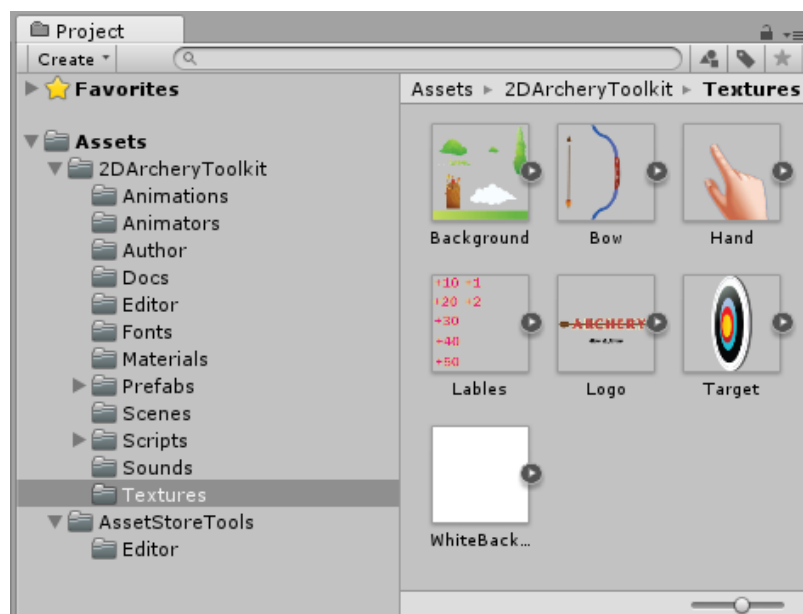 Project
Create
Favorites
Assets
2DArcheryToolkit
Animations
Animators
Author
Docs
Editor
Fonts
Materials
Prefabs
Scenes
Scripts
Sounds
Textures
AssetStoreTools
Editor
Assets ▸ 2DArcheryToolkit ▸ Textures
Background Bow Hand
+10 +1
+20 +2
+30
+40
+50
ARCHERY
Lables Logo Target
WhiteBack...